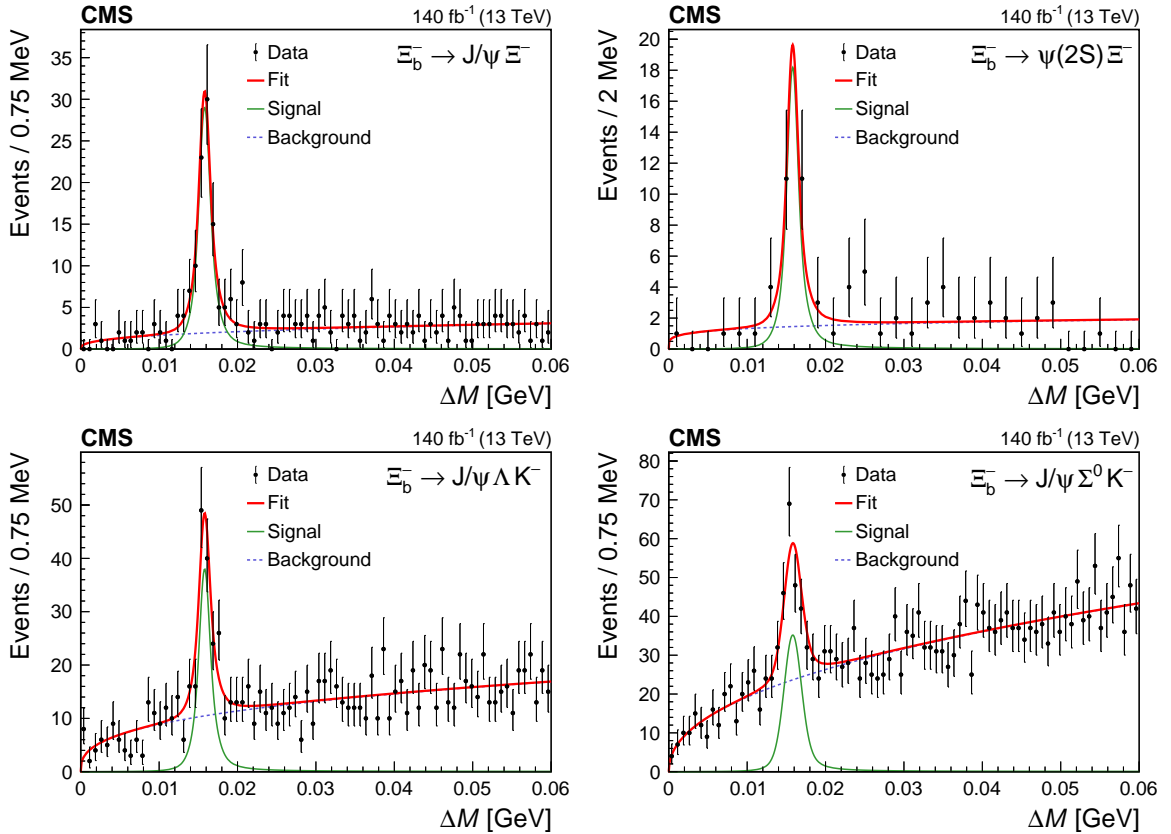 CMS 140 fb⁻¹ (13 TeV)
Ξ_b⁻ → J/ψ Ξ⁻
Data
Fit
Signal
Background
Events / 0.75 MeV
35
30
25
20
15
10
5
0
0 0.01 0.02 0.03 0.04 0.05 0.06
ΔM [GeV]
CMS 140 fb⁻¹ (13 TeV)
Ξ_b⁻ → ψ(2S) Ξ⁻
Data
Fit
Signal
Background
Events / 2 MeV
20
18
16
14
12
10
8
6
4
2
0
0 0.01 0.02 0.03 0.04 0.05 0.06
ΔM [GeV]
CMS 140 fb⁻¹ (13 TeV)
Ξ_b⁻ → J/ψ Λ K⁻
Data
Fit
Signal
Background
Events / 0.75 MeV
50
40
30
20
10
0
0 0.01 0.02 0.03 0.04 0.05 0.06
ΔM [GeV]
CMS 140 fb⁻¹ (13 TeV)
Ξ_b⁻ → J/ψ Σ⁰ K⁻
Data
Fit
Signal
Background
Events / 0.75 MeV
80
70
60
50
40
30
20
10
0
0 0.01 0.02 0.03 0.04 0.05 0.06
ΔM [GeV]